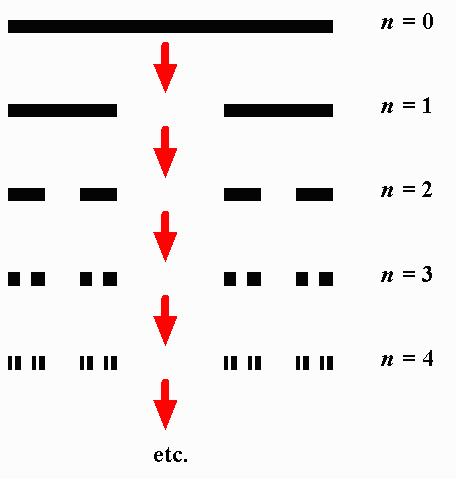 n = 0
n = 1
n = 2
n = 3
n = 4
etc.